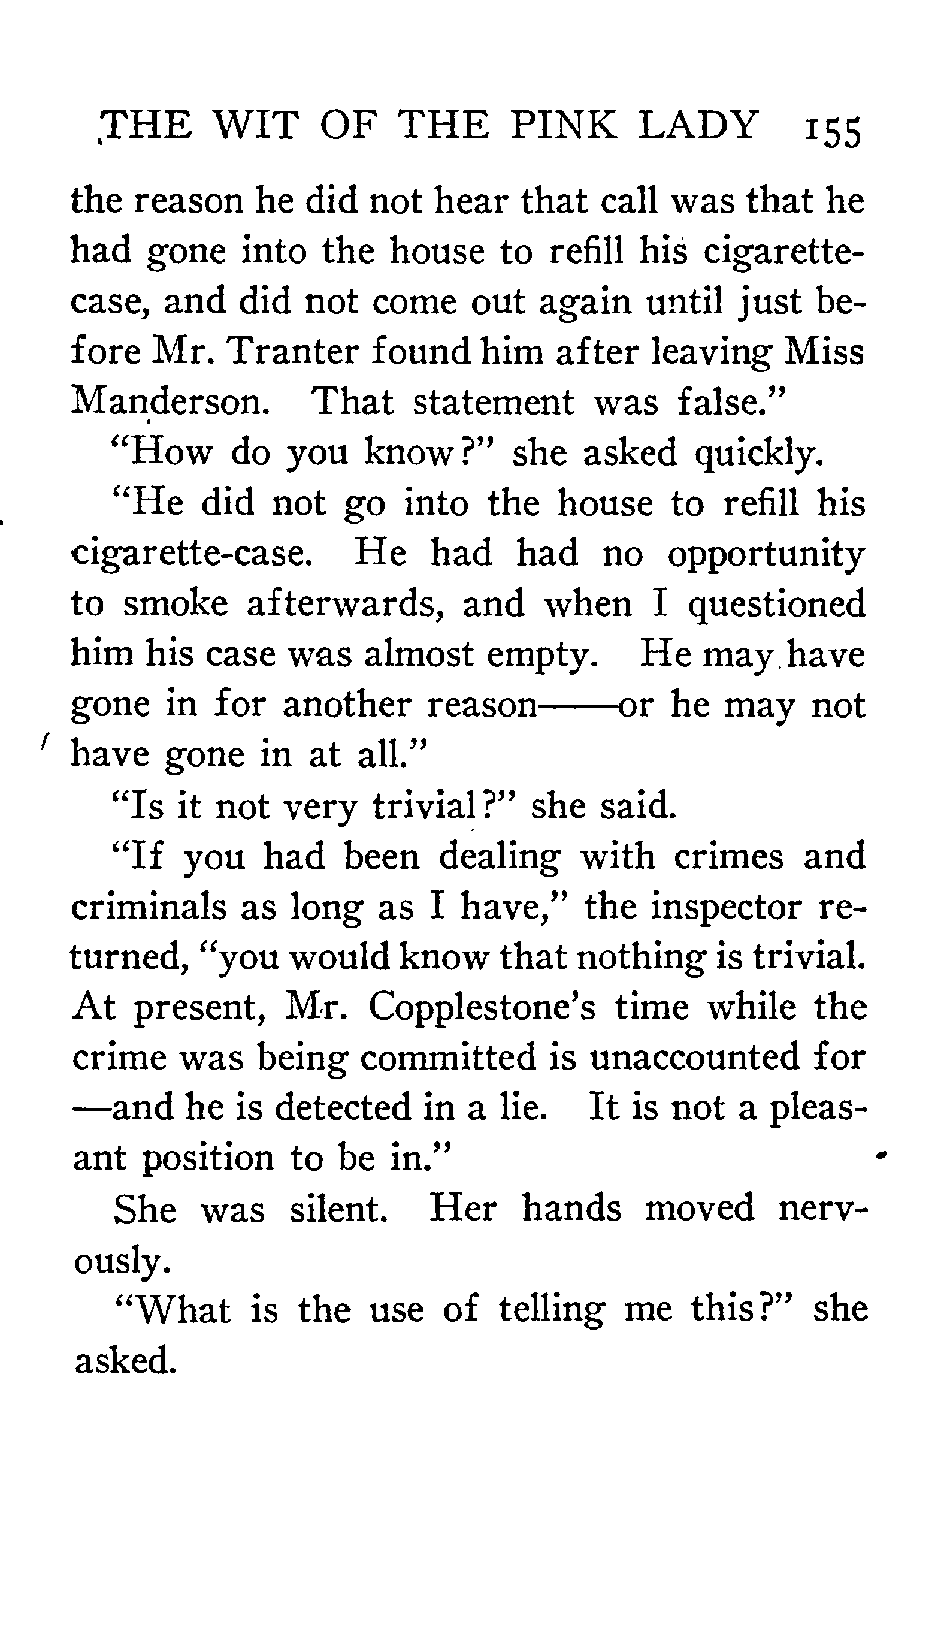 THE WIT OF THE PINK LADY 155
the reason he did not hear that call was that he
had gone into the house to refill his cigarette-
case, and did not come out again until just be-
fore Mr. Tranter found him after leaving Miss
Manderson. That statement was false."
"How do you know?" she asked quickly.
"He did not go into the house to refill his
cigarette-case. He had had no opportunity
to smoke afterwards, and when I questioned
him his case was almost empty. He may have
gone in for another reason——or he may not
have gone in at all."
"Is it not very trivial?" she said.
"If you had been dealing with crimes and
criminals as long as I have," the inspector re-
turned, "you would know that nothing is trivial.
At present, Mr. Copplestone's time while the
crime was being committed is unaccounted for
—and he is detected in a lie. It is not a pleas-
ant position to be in."
She was silent. Her hands moved nerv-
ously.
"What is the use of telling me this?" she
asked.